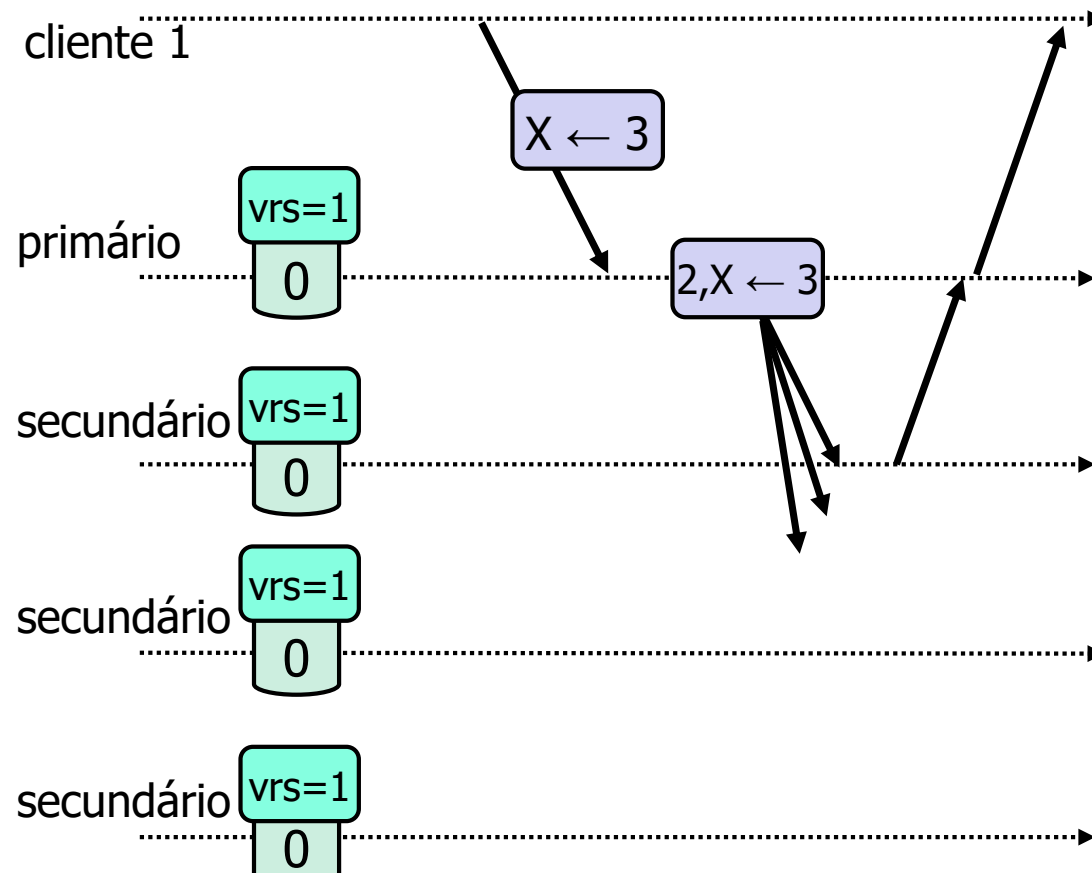 cliente 1
X ← 3
vrs=1
primário
0
2,X ← 3
vrs=1
secundário
0
vrs=1
secundário
0
vrs=1
secundário
0